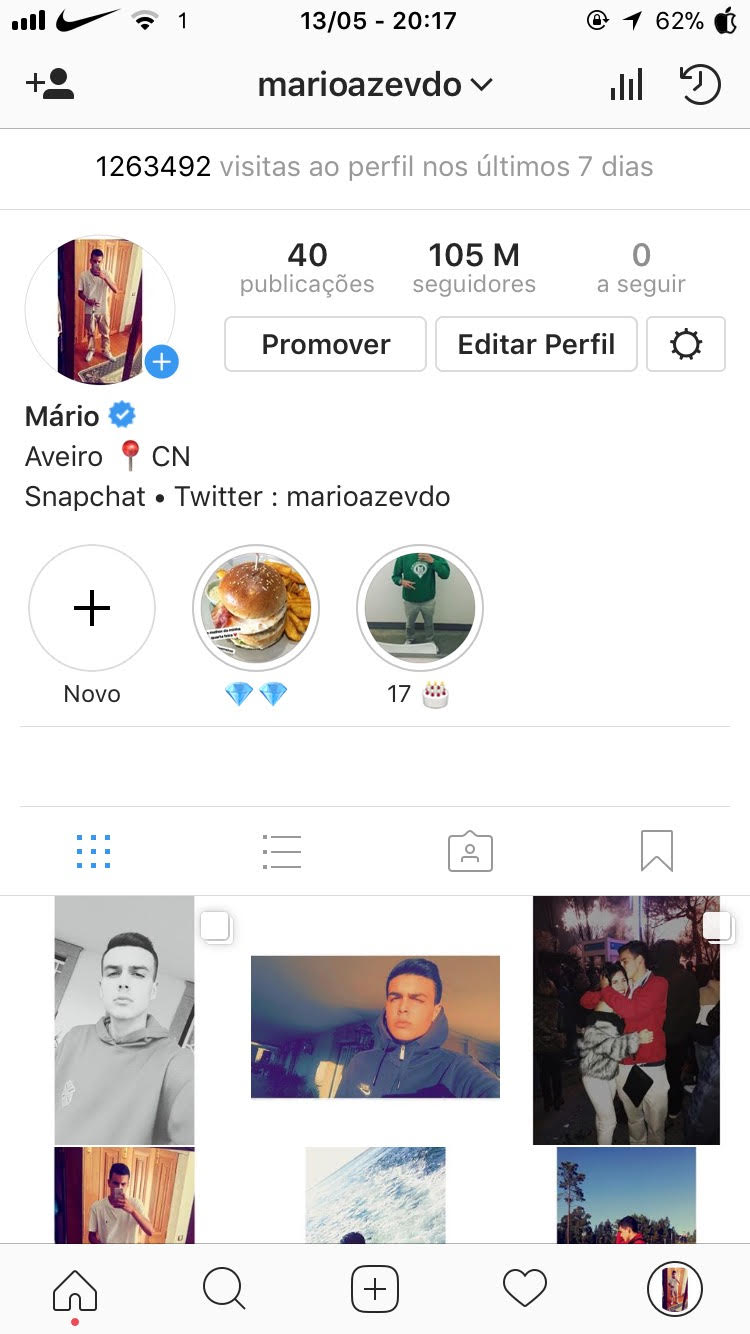 1 13/05 - 20:17 62%
marioazevdo
1263492 visitas ao perfil nos últimos 7 dias
40 105 M 0
publicações seguidores a seguir
Promover Editar Perfil
Mário
Aveiro 📍 CN
Snapchat • Twitter : marioazevdo
Novo 💎💎 17 🎂